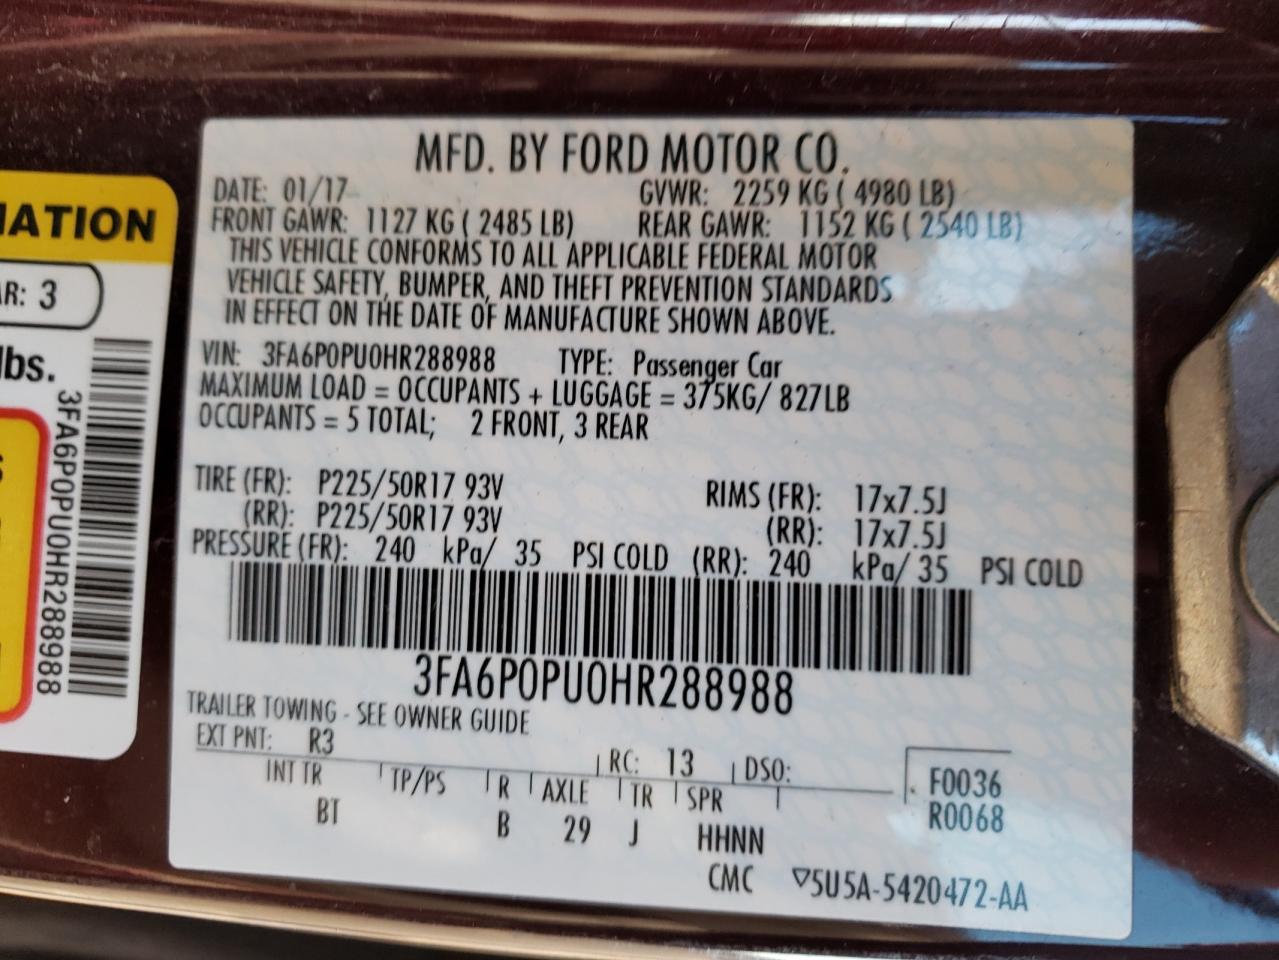 MFD. BY FORD MOTOR CO.
DATE: 01/17 GVWR: 2259 KG ( 4980 LB)
FRONT GAWR: 1127 KG ( 2485 LB) REAR GAWR: 1152 KG ( 2540 LB)
THIS VEHICLE CONFORMS TO ALL APPLICABLE FEDERAL MOTOR
VEHICLE SAFETY, BUMPER, AND THEFT PREVENTION STANDARDS
IN EFFECT ON THE DATE OF MANUFACTURE SHOWN ABOVE.
VIN: 3FA6P0PU0HR288988 TYPE: Passenger Car
MAXIMUM LOAD = OCCUPANTS + LUGGAGE = 375KG/ 827LB
OCCUPANTS = 5 TOTAL; 2 FRONT, 3 REAR
TIRE (FR): P225/50R17 93V RIMS (FR): 17x7.5J
(RR): P225/50R17 93V (RR): 17x7.5J
PRESSURE (FR): 240 kPa/ 35 PSI COLD (RR): 240 kPa/ 35 PSI COLD
3FA6P0PU0HR288988
TRAILER TOWING - SEE OWNER GUIDE
EXT PNT: R3 RC: 13 DSO:
INT TR TP/PS R AXLE TR SPR F0036
BT B 29 J HHNN R0068
CMC ▽5U5A-5420472-AA
IATION
AR: 3
lbs.
3FA6P0PU0HR288988